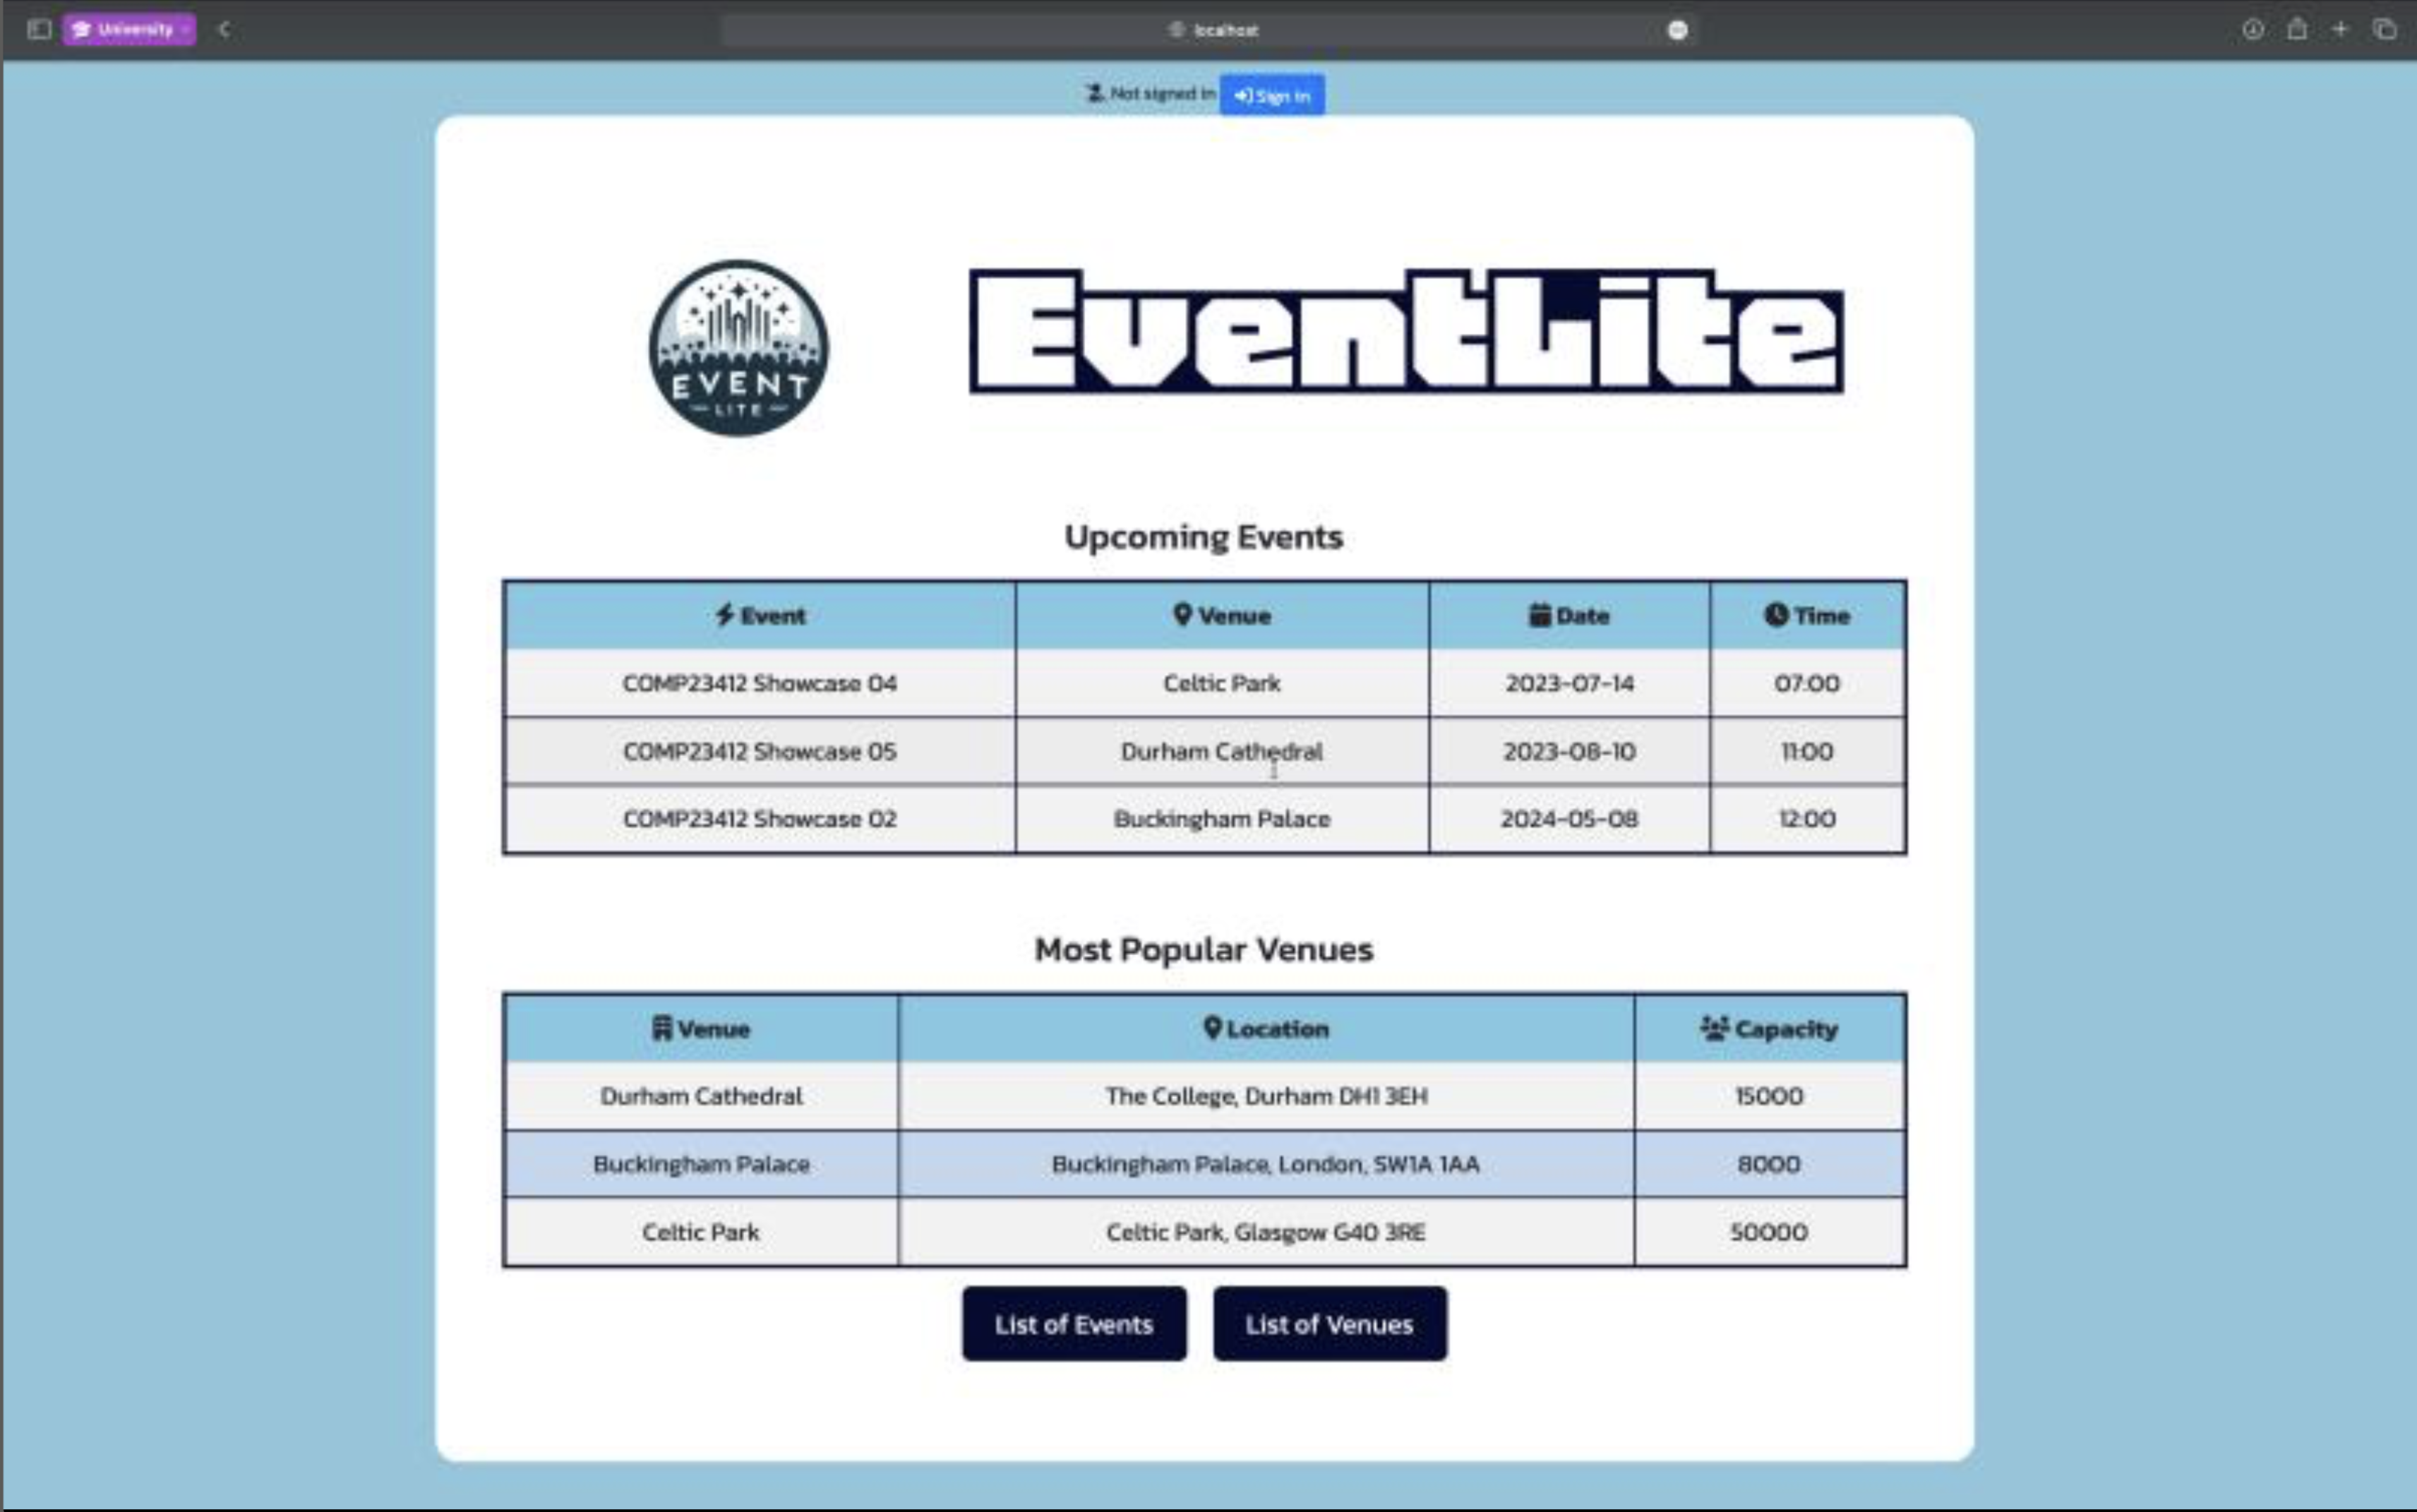 University
localhost
Not signed in Sign in
EVENT
LITE
EventLite
Upcoming Events
Event Venue Date Time
COMP23412 Showcase 04 Celtic Park 2023-07-14 07:00
COMP23412 Showcase 05 Durham Cathedral 2023-08-10 11:00
COMP23412 Showcase 02 Buckingham Palace 2024-05-08 12:00
Most Popular Venues
Venue Location Capacity
Durham Cathedral The College, Durham DH1 3EH 15000
Buckingham Palace Buckingham Palace, London, SW1A 1AA 8000
Celtic Park Celtic Park, Glasgow G40 3RE 50000
List of Events List of Venues